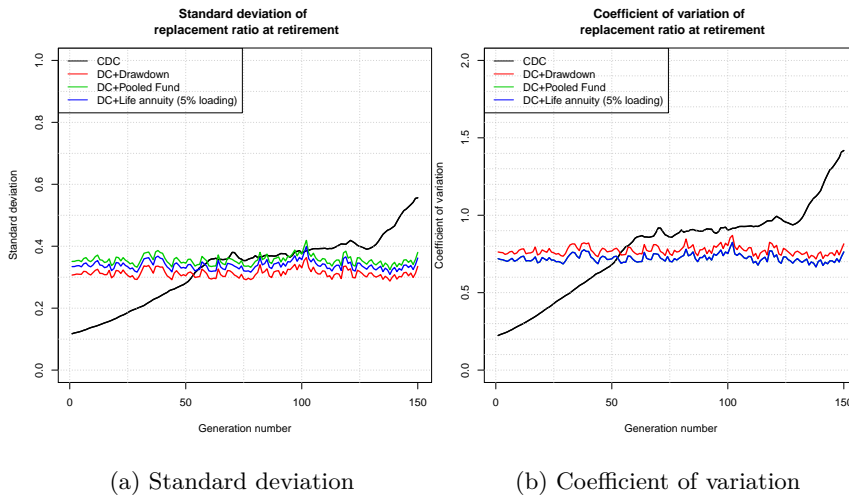 Standard deviation of
replacement ratio at retirement
CDC
DC+Drawdown
DC+Pooled Fund
DC+Life annuity (5% loading)
Standard deviation
0.0
0.2
0.4
0.6
0.8
1.0
0
50
100
150
Generation number
(a) Standard deviation
Coefficient of variation of
replacement ratio at retirement
CDC
DC+Drawdown
DC+Pooled Fund
DC+Life annuity (5% loading)
Coefficient of variation
0.0
0.5
1.0
1.5
2.0
0
50
100
150
Generation number
(b) Coefficient of variation